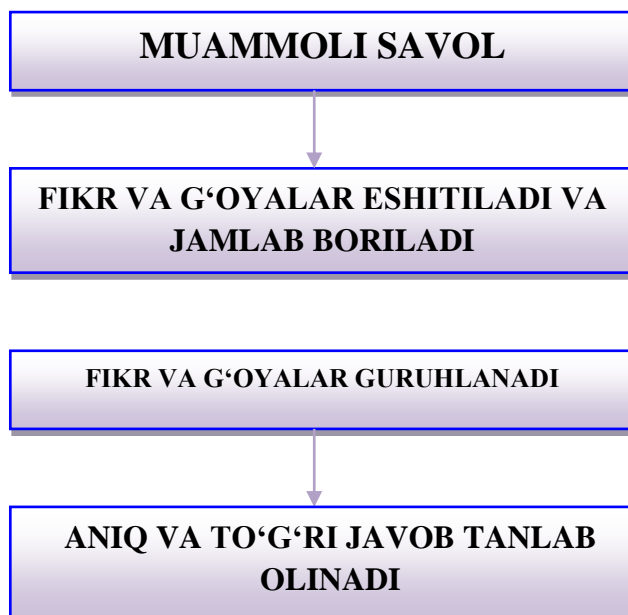 MUAMMOLI SAVOL
FIKR VA G‘OYALAR ESHITILADI VA
JAMLAB BORILADI
FIKR VA G‘OYALAR GURUHLANADI
ANIQ VA TO‘G‘RI JAVOB TANLAB
OLINADI